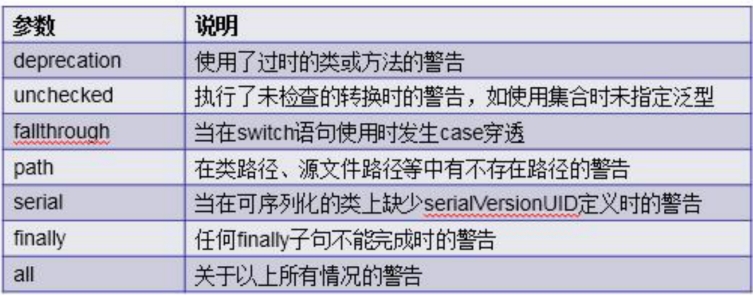 参数 说明
deprecation 使用了过时的类或方法的警告
unchecked 执行了未检查的转换时的警告，如使用集合时未指定泛型
fallthrough 当在switch语句使用时发生case穿透
path 在类路径、源文件路径等中有不存在路径的警告
serial 当在可序列化的类上缺少serialVersionUID定义时的警告
finally 任何finally子句不能完成时的警告
all 关于以上所有情况的警告